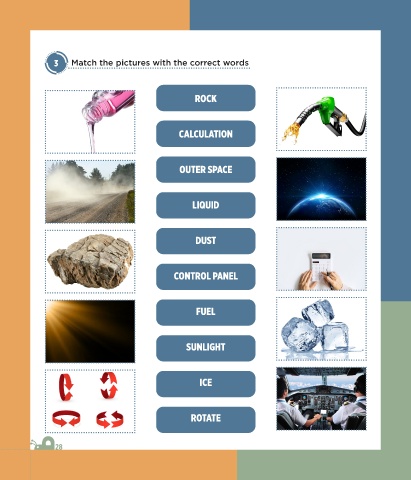 3 Match the pictures with the correct words
ROCK
CALCULATION
OUTER SPACE
LIQUID
DUST
CONTROL PANEL
FUEL
SUNLIGHT
ICE
ROTATE
28